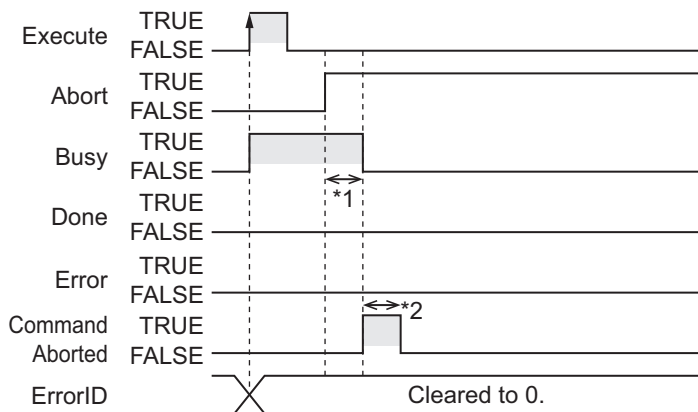 Execute TRUE
FALSE
Abort TRUE
FALSE
Busy TRUE
FALSE
*1
Done TRUE
FALSE
Error TRUE
FALSE
*2
Command TRUE
Aborted FALSE
ErrorID Cleared to 0.